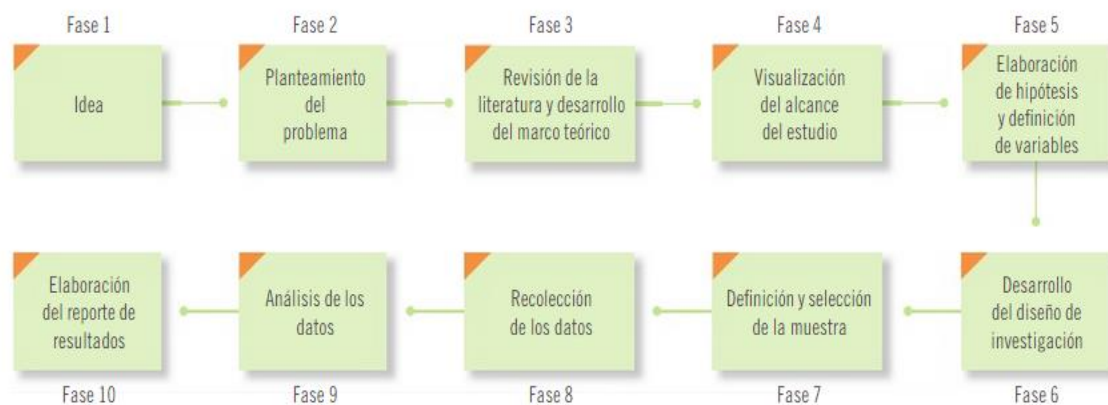 Fase 1
Idea
Fase 2
Planteamiento
del
problema
Fase 3
Revisión de la
literatura y desarrollo
del marco teórico
Fase 4
Visualización
del alcance
del estudio
Fase 5
Elaboración
de hipótesis
y definición
de variables
Desarrollo
del diseño de
investigación
Fase 6
Definición y selección
de la muestra
Fase 7
Recolección
de los datos
Fase 8
Análisis de los
datos
Fase 9
Elaboración
del reporte de
resultados
Fase 10